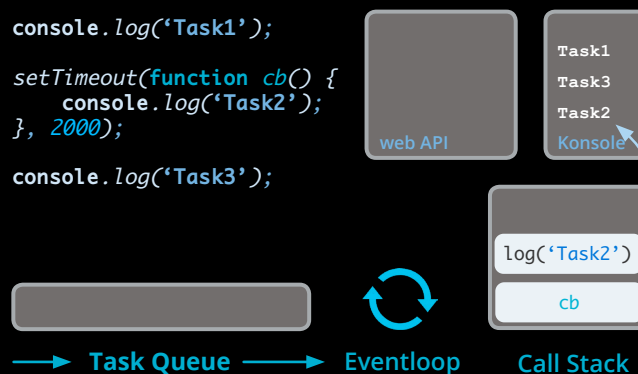 console.log(‘Task1’);
setTimeout(function cb() {
console.log(‘Task2’);
}, 2000);
console.log(‘Task3’);
web API
Task1
Task3
Task2
Konsole
log(‘Task2’)
cb
Task Queue
Eventloop
Call Stack